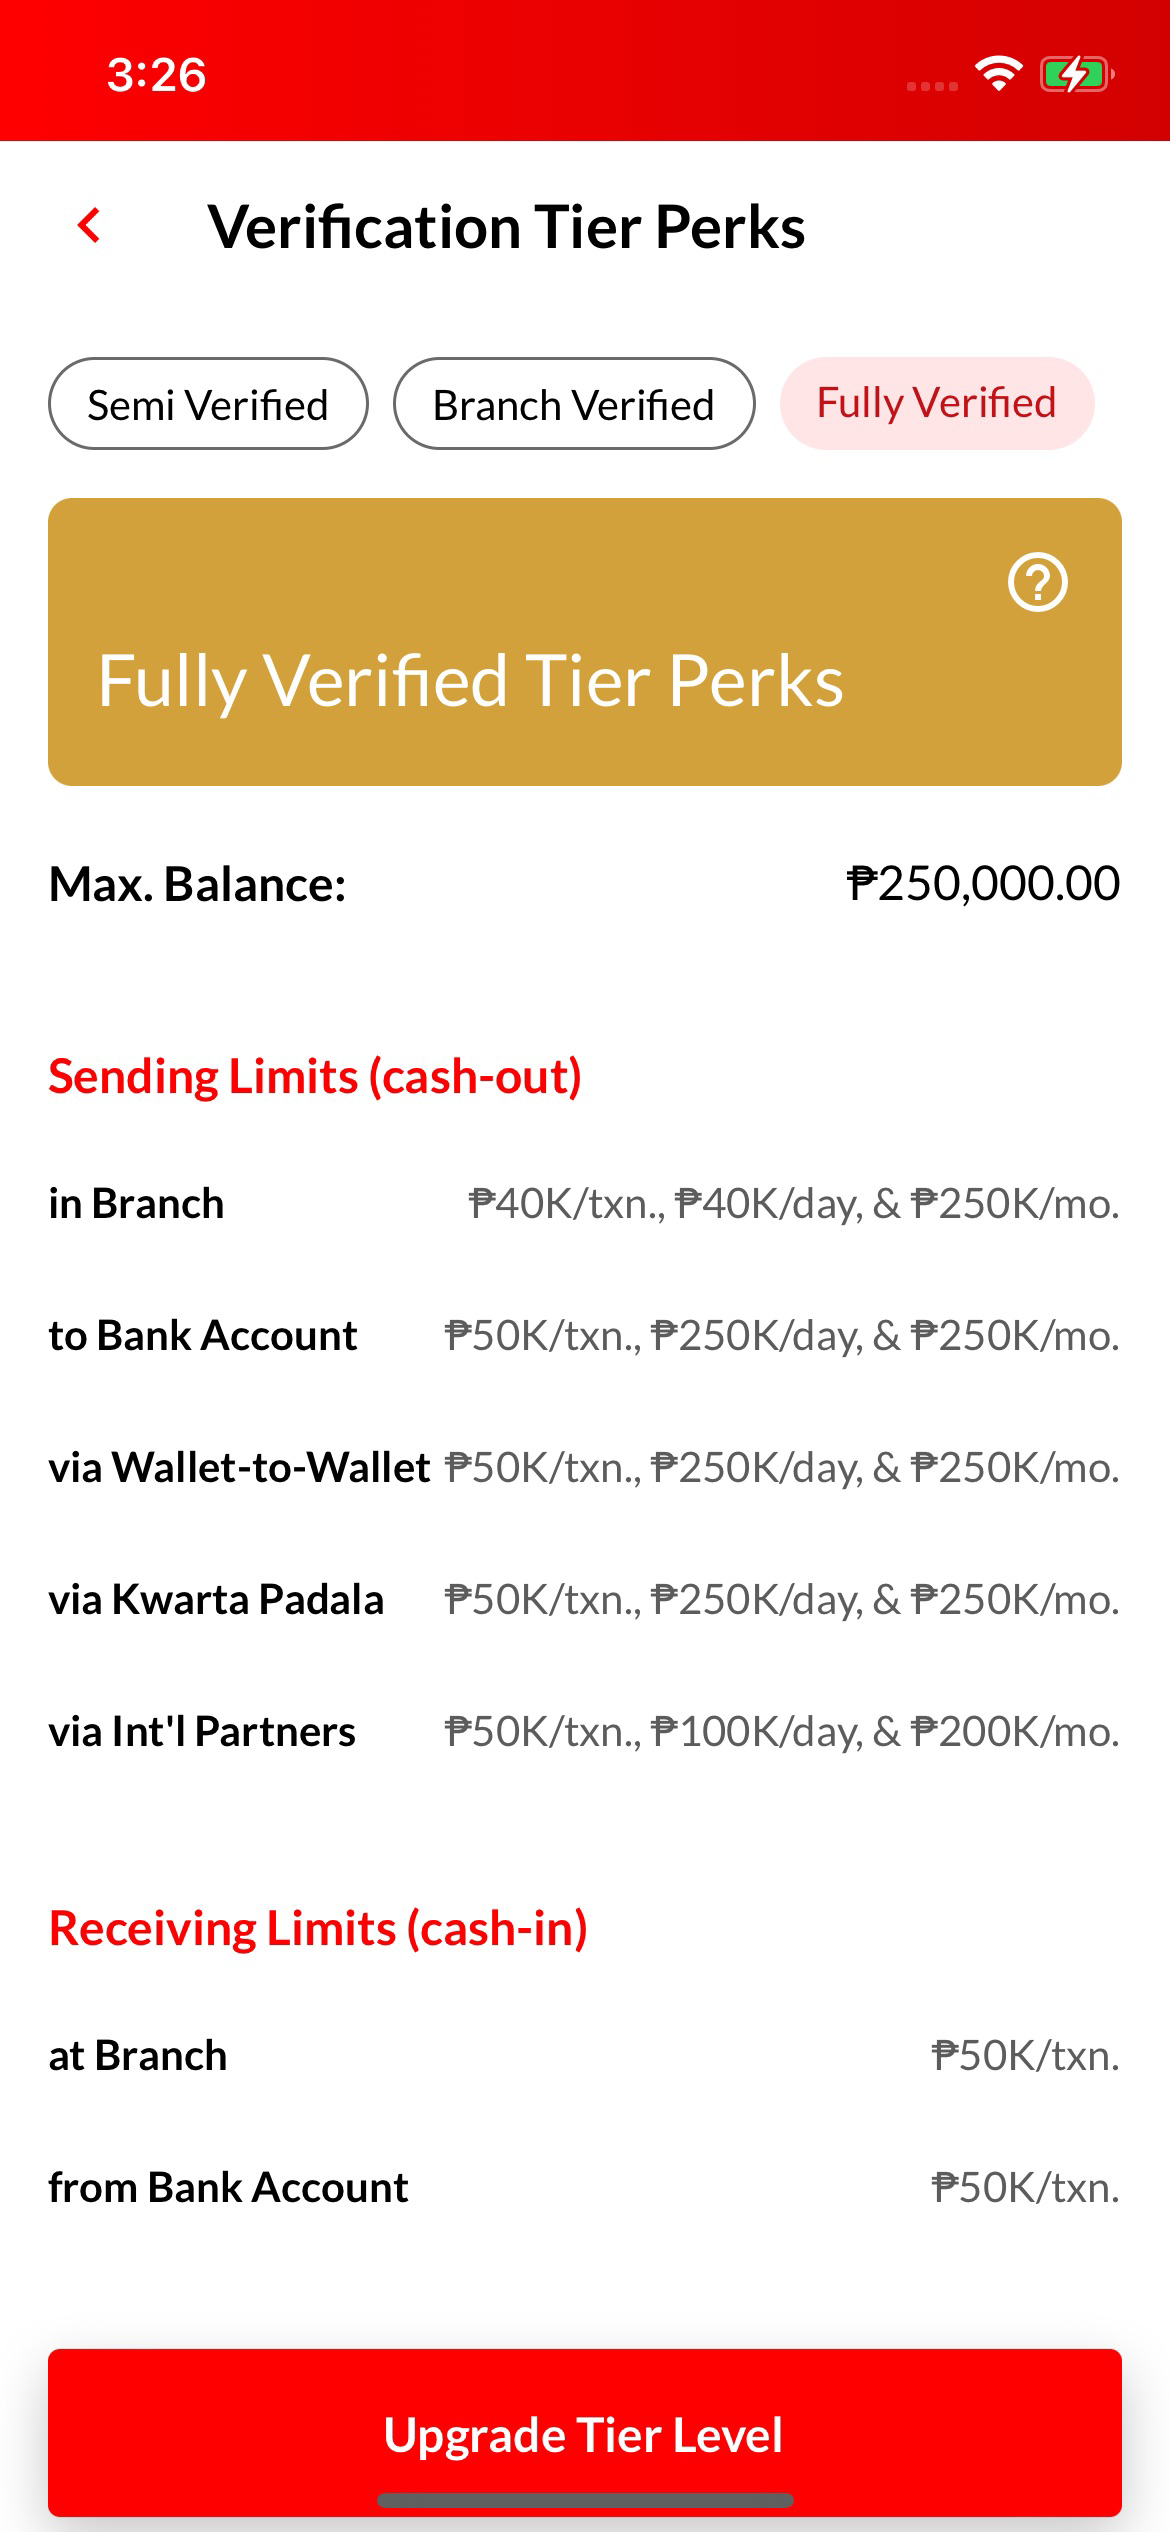 3:26
Verification Tier Perks
Semi Verified Branch Verified Fully Verified
Fully Verified Tier Perks
Max. Balance: ₱250,000.00
Sending Limits (cash-out)
in Branch ₱40K/txn., ₱40K/day, & ₱250K/mo.
to Bank Account ₱50K/txn., ₱250K/day, & ₱250K/mo.
via Wallet-to-Wallet ₱50K/txn., ₱250K/day, & ₱250K/mo.
via Kwarta Padala ₱50K/txn., ₱250K/day, & ₱250K/mo.
via Int'l Partners ₱50K/txn., ₱100K/day, & ₱200K/mo.
Receiving Limits (cash-in)
at Branch ₱50K/txn.
from Bank Account ₱50K/txn.
Upgrade Tier Level